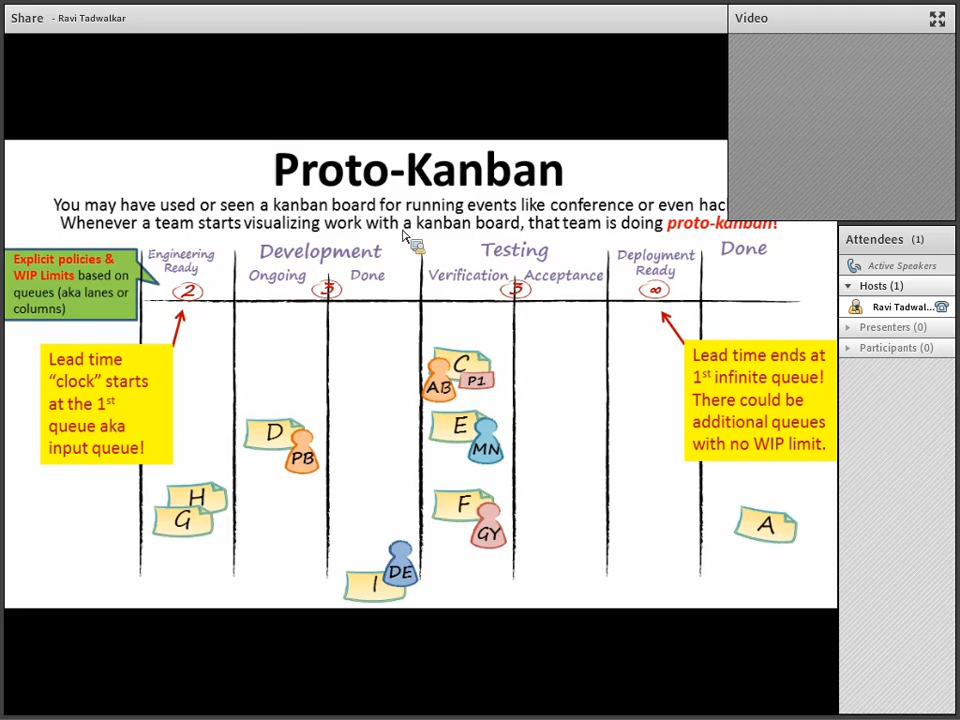 Share - Ravi Tadwalkar
Video
Proto-Kanban
You may have used or seen a kanban board for running events like conference or even hac
Whenever a team starts visualizing work with a kanban board, that team is doing proto-kanban!
Explicit policies &
WIP Limits based on
queues (aka lanes or
columns)
Engineering
Ready
2
Development
Ongoing
Done
3
Testing
Verification
Acceptance
3
Deployment
Ready
∞
Done
Lead time
“clock” starts
at the 1st
queue aka
input queue!
Lead time ends at
1st infinite queue!
There could be
additional queues
with no WIP limit.
C
P1
AB
D
PB
E
MN
H
G
F
GY
I
DE
A
Attendees (1)
Active Speakers
Hosts (1)
Ravi Tadwal...
Presenters (0)
Participants (0)